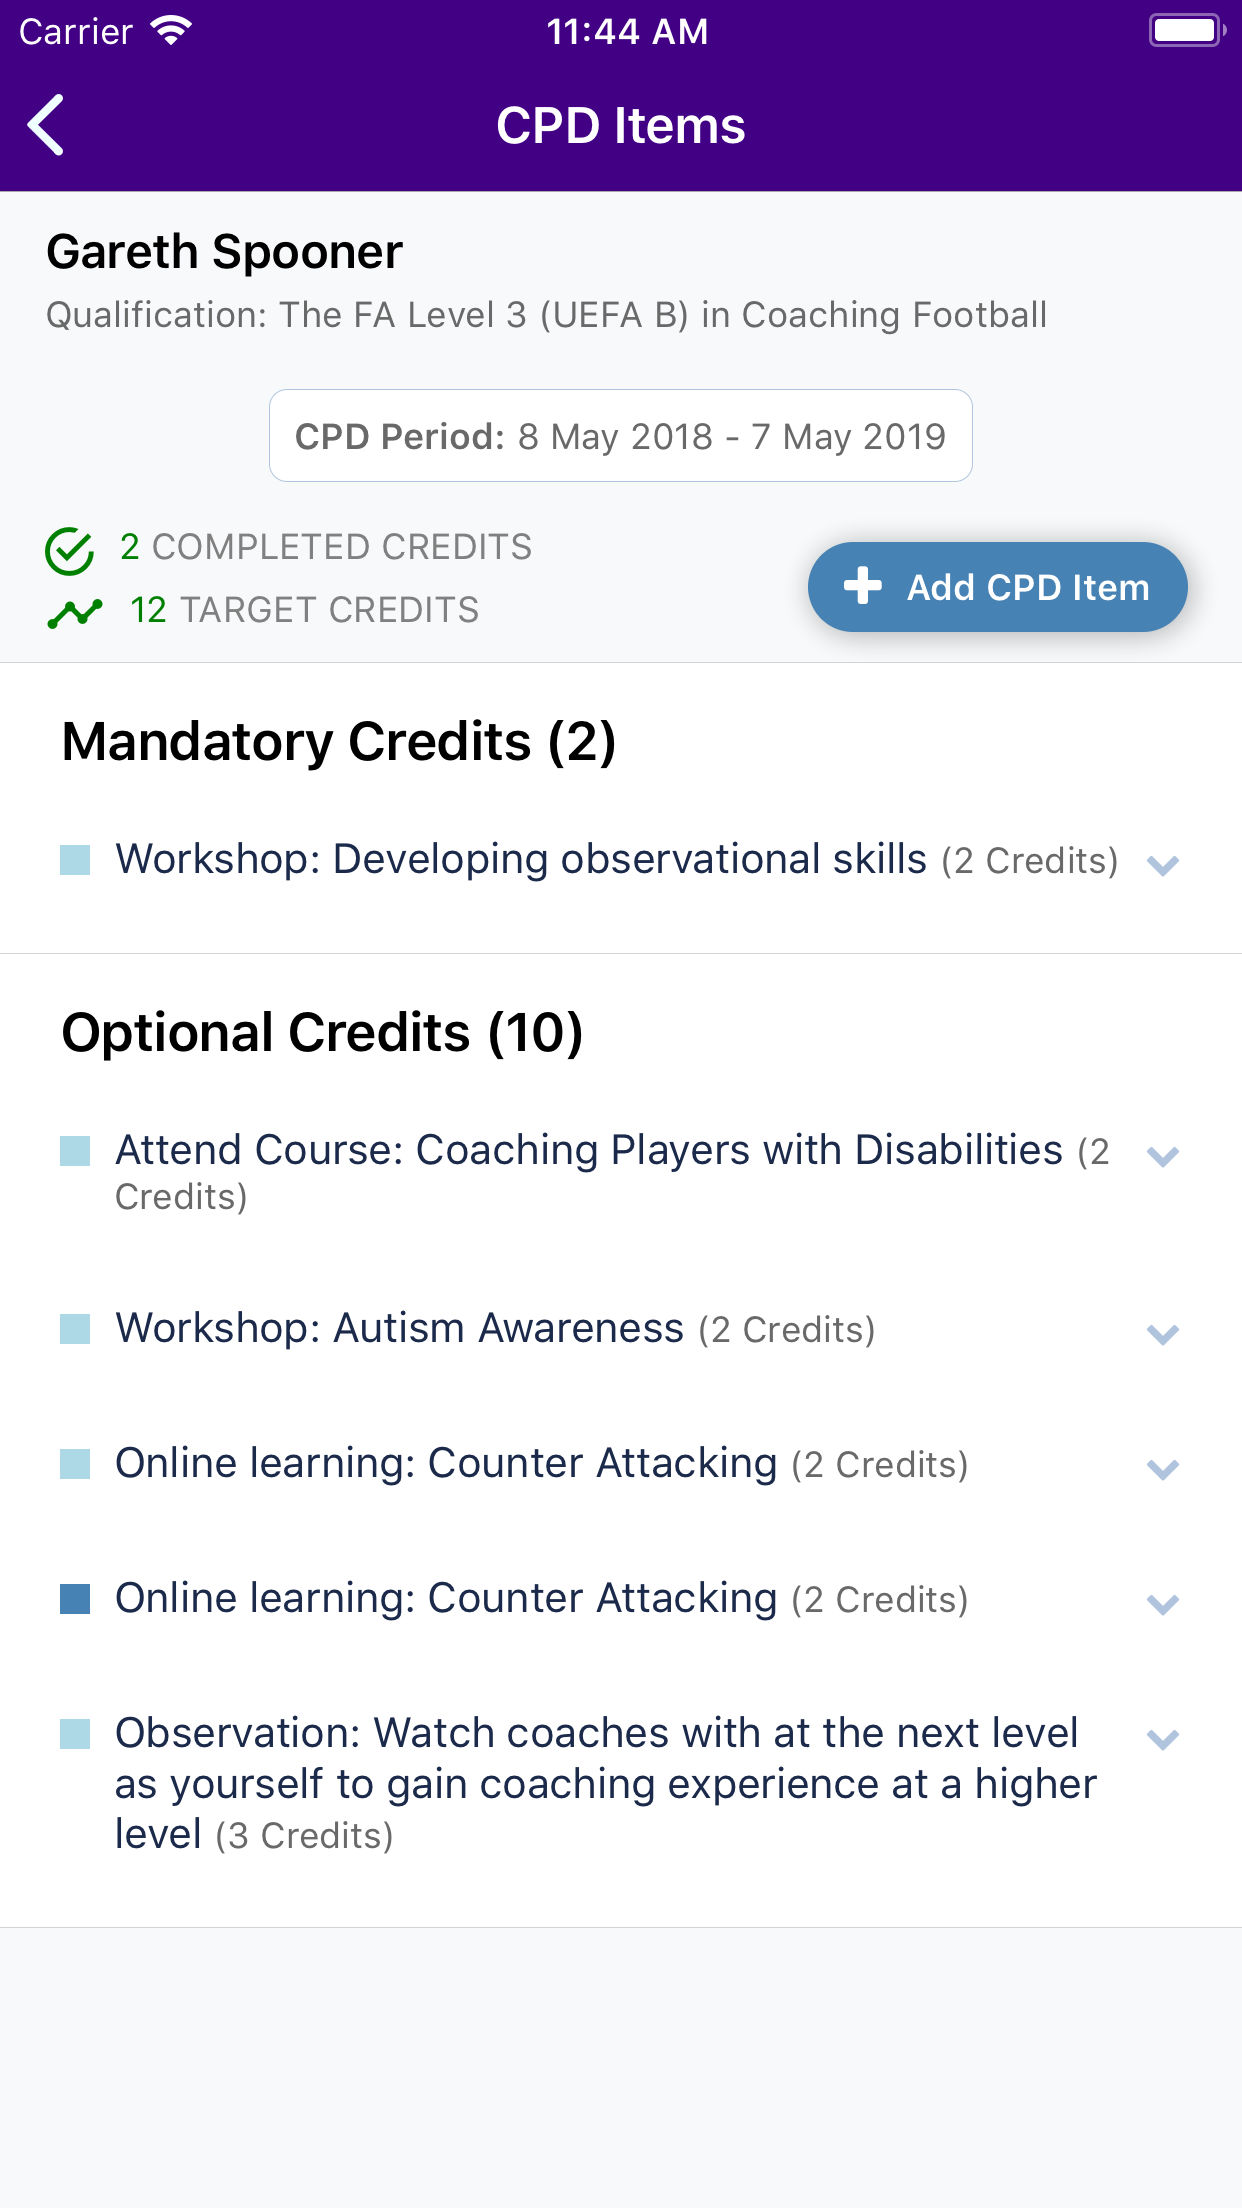 Carrier
11:44 AM
CPD Items
Gareth Spooner
Qualification: The FA Level 3 (UEFA B) in Coaching Football
CPD Period: 8 May 2018 - 7 May 2019
2 COMPLETED CREDITS
12 TARGET CREDITS
Add CPD Item
Mandatory Credits (2)
Workshop: Developing observational skills (2 Credits)
Optional Credits (10)
Attend Course: Coaching Players with Disabilities (2
Credits)
Workshop: Autism Awareness (2 Credits)
Online learning: Counter Attacking (2 Credits)
Online learning: Counter Attacking (2 Credits)
Observation: Watch coaches with at the next level
as yourself to gain coaching experience at a higher
level (3 Credits)